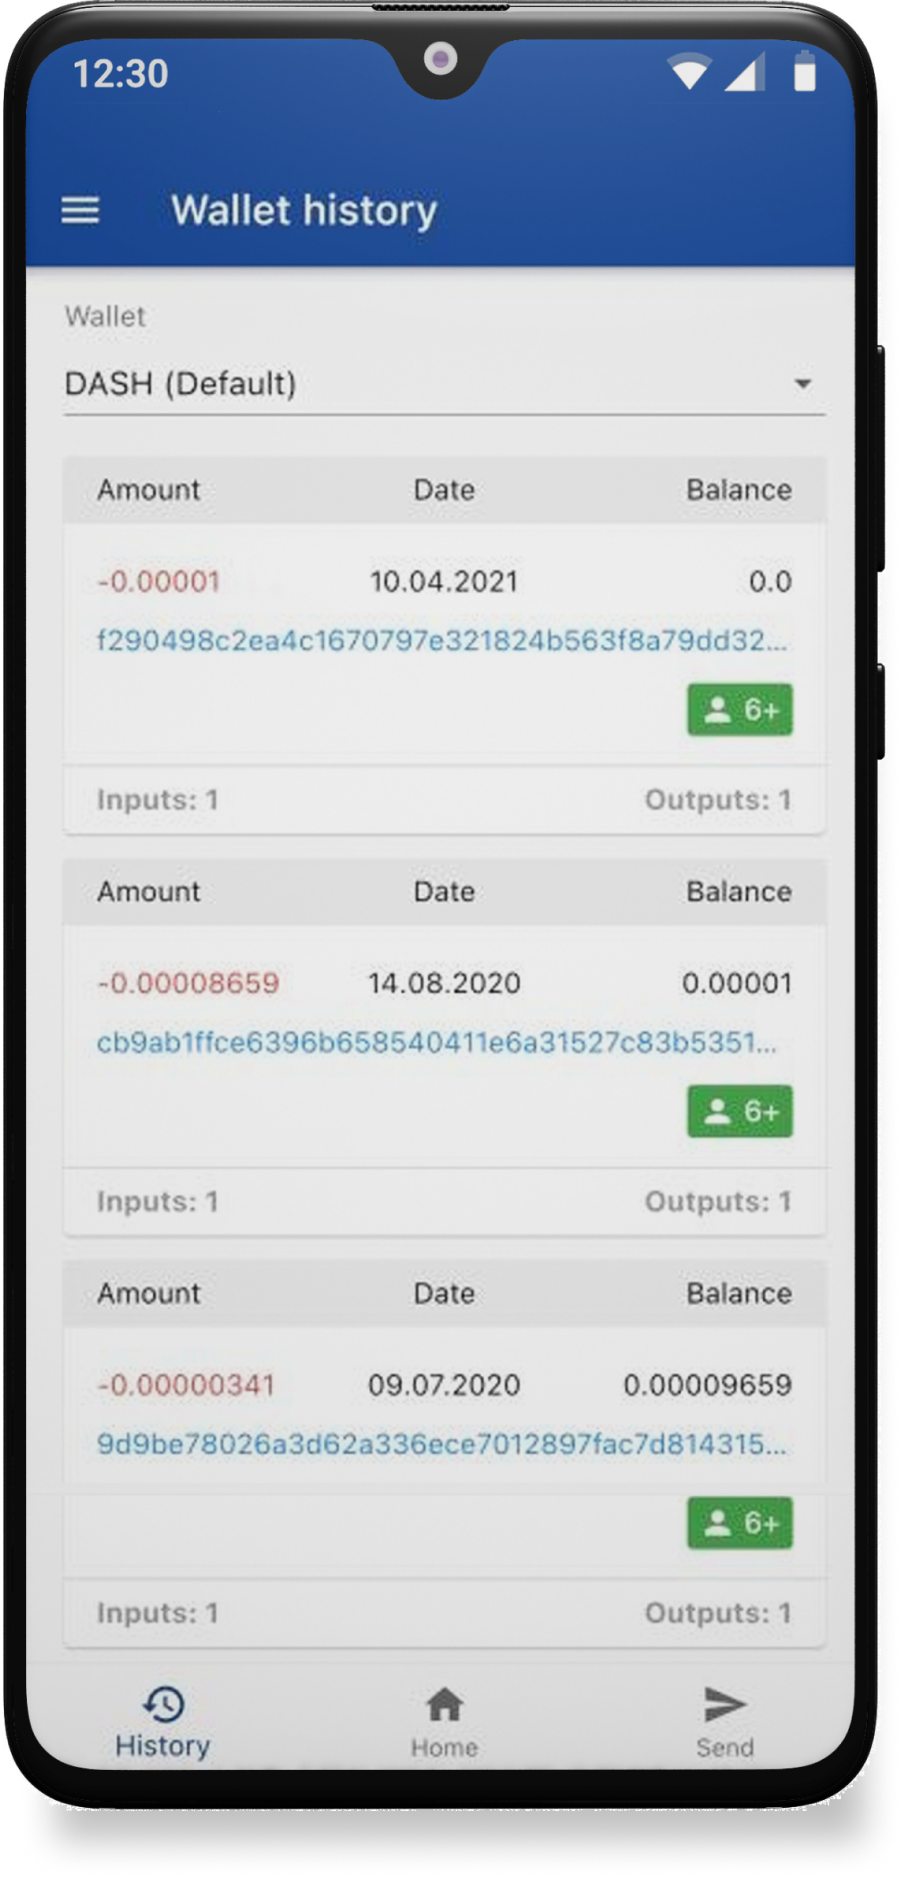 12:30
Wallet history
Wallet
DASH (Default)
Amount Date Balance
-0.00001 10.04.2021 0.0
f290498c2ea4c1670797e321824b563f8a79dd32...
6+
Inputs: 1 Outputs: 1
Amount Date Balance
-0.00008659 14.08.2020 0.00001
cb9ab1ffce6396b658540411e6a31527c83b5351...
6+
Inputs: 1 Outputs: 1
Amount Date Balance
-0.00000341 09.07.2020 0.00009659
9d9be78026a3d62a336ece7012897fac7d814315...
6+
Inputs: 1 Outputs: 1
History Home Send